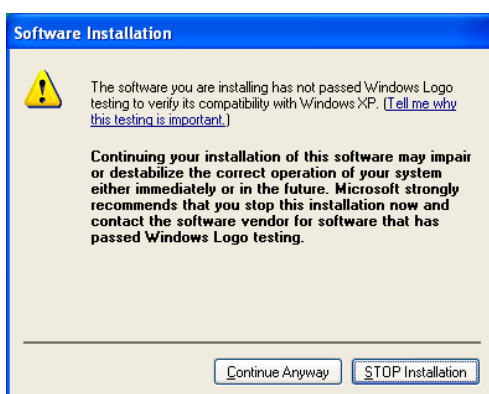 Software Installation
The software you are installing has not passed Windows Logo
testing to verify its compatibility with Windows XP. (Tell me why
this testing is important.)
Continuing your installation of this software may impair
or destabilize the correct operation of your system
either immediately or in the future. Microsoft strongly
recommends that you stop this installation now and
contact the software vendor for software that has
passed Windows Logo testing.
Continue Anyway
STOP Installation